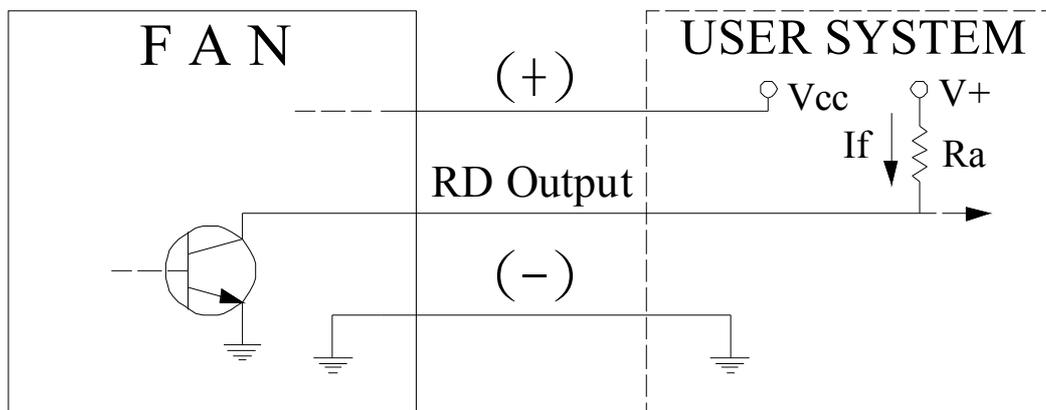 F A N
USER SYSTEM
(+)
Vcc
V+
If
Ra
RD Output
(-)